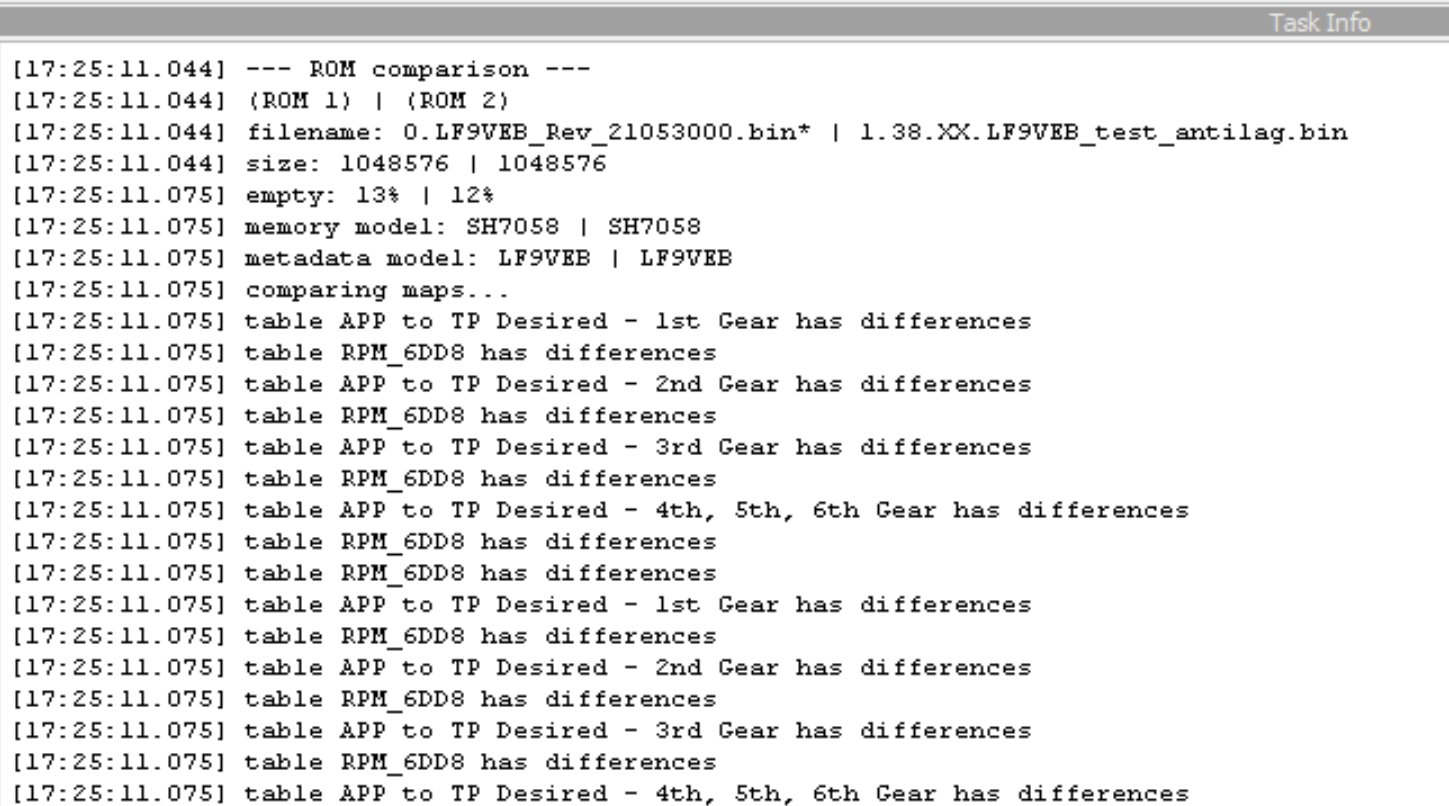 Task Info
[17:25:11.044] --- ROM comparison ---
[17:25:11.044] (ROM 1) | (ROM 2)
[17:25:11.044] filename: 0.LF9VEB_Rev_21053000.bin* | 1.38.XX.LF9VEB_test_antilag.bin
[17:25:11.044] size: 1048576 | 1048576
[17:25:11.075] empty: 13% | 12%
[17:25:11.075] memory model: SH7058 | SH7058
[17:25:11.075] metadata model: LF9VEB | LF9VEB
[17:25:11.075] comparing maps...
[17:25:11.075] table APP to TP Desired - 1st Gear has differences
[17:25:11.075] table RPM_6DD8 has differences
[17:25:11.075] table APP to TP Desired - 2nd Gear has differences
[17:25:11.075] table RPM_6DD8 has differences
[17:25:11.075] table APP to TP Desired - 3rd Gear has differences
[17:25:11.075] table RPM_6DD8 has differences
[17:25:11.075] table APP to TP Desired - 4th, 5th, 6th Gear has differences
[17:25:11.075] table RPM_6DD8 has differences
[17:25:11.075] table RPM_6DD8 has differences
[17:25:11.075] table APP to TP Desired - 1st Gear has differences
[17:25:11.075] table RPM_6DD8 has differences
[17:25:11.075] table APP to TP Desired - 2nd Gear has differences
[17:25:11.075] table RPM_6DD8 has differences
[17:25:11.075] table APP to TP Desired - 3rd Gear has differences
[17:25:11.075] table RPM_6DD8 has differences
[17:25:11.075] table APP to TP Desired - 4th, 5th, 6th Gear has differences